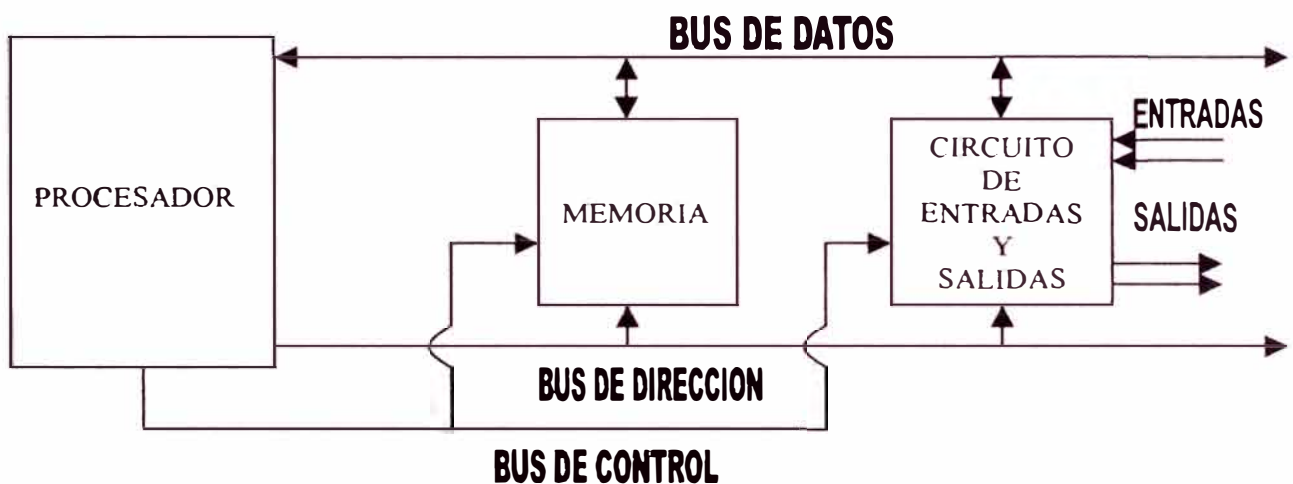 BUS DE DATOS
PROCESADOR
MEMORIA
CIRCUITO
DE
ENTRADAS
Y
SALIDAS
ENTRADAS
SALIDAS
BUS DE DIRECCION
BUS DE CONTROL